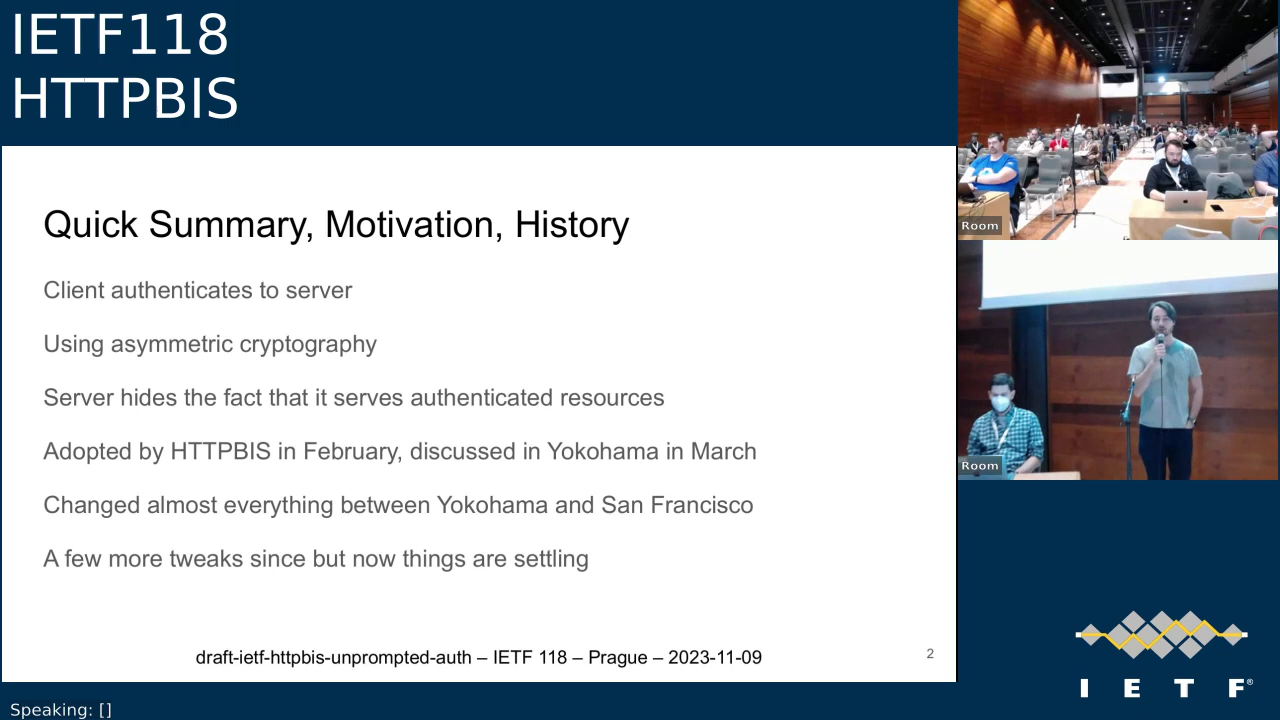 IETF118
HTTPBIS
Quick Summary, Motivation, History
Client authenticates to server
Using asymmetric cryptography
Server hides the fact that it serves authenticated resources
Adopted by HTTPBIS in February, discussed in Yokohama in March
Changed almost everything between Yokohama and San Francisco
A few more tweaks since but now things are settling
draft-ietf-httpbis-unprompted-auth – IETF 118 – Prague – 2023-11-09
2
Room
Room
I E T F®
Speaking: []